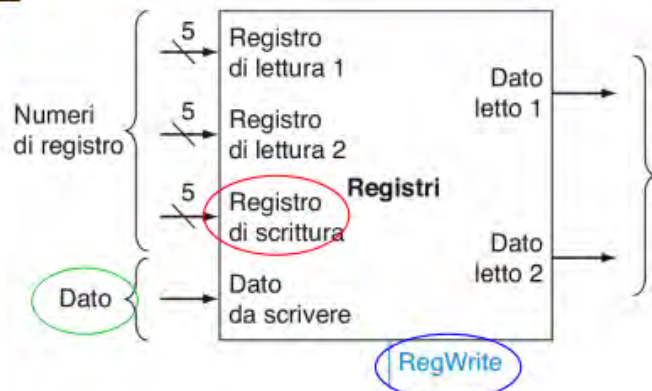 Numeri
di registro
5
Registro
di lettura 1
5
Registro
di lettura 2
5
Registro
di scrittura
Dato
Dato
da scrivere
Registri
Dato
letto 1
Dato
letto 2
RegWrite